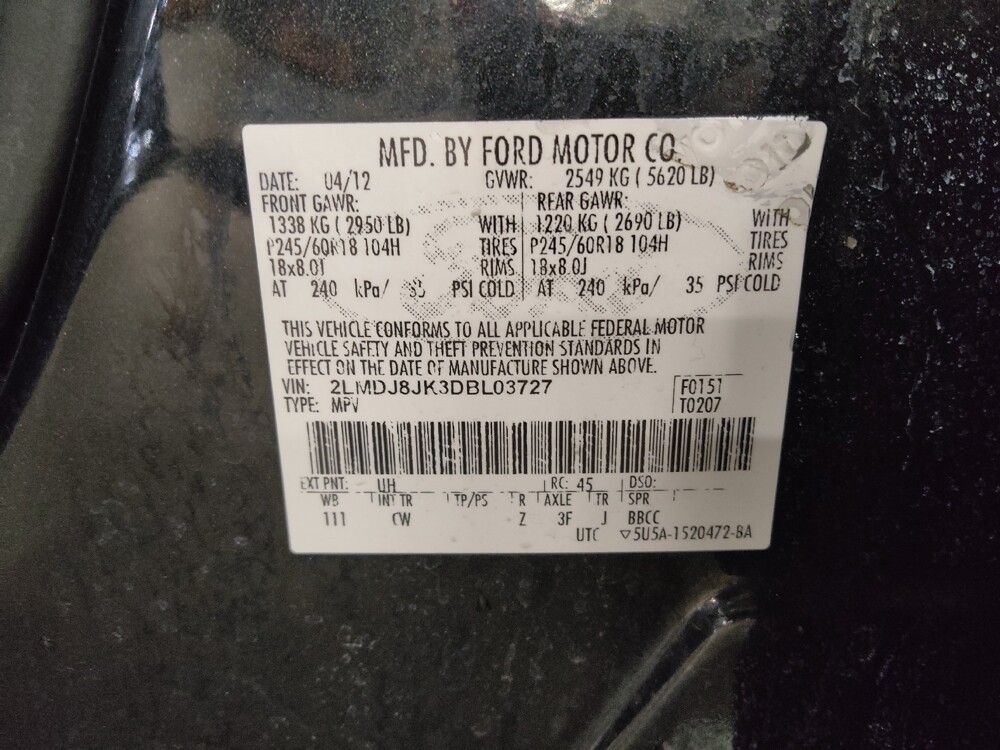 MFD. BY FORD MOTOR CO.
DATE: 04/12 GVWR: 2549 KG ( 5620 LB)
FRONT GAWR: REAR GAWR:
1338 KG ( 2950 LB) WITH 1220 KG ( 2690 LB) WITH
P245/60R18 104H TIRES P245/60R18 104H TIRES
18x8.0J RIMS 18x8.0J RIMS
AT 240 kPa/ 35 PSI COLD AT 240 kPa/ 35 PSI COLD
THIS VEHICLE CONFORMS TO ALL APPLICABLE FEDERAL MOTOR
VEHICLE SAFETY AND THEFT PREVENTION STANDARDS IN
EFFECT ON THE DATE OF MANUFACTURE SHOWN ABOVE.
VIN: 2LMDJ8JK3DBL03727 F0151
TYPE: MPV T0207
EXT PNT: UH RC: 45 DSO:
WB INT TR TP/PS R AXLE TR SPR
111 CW Z 3F J BBCC
UTC ▽5U5A-1520472-BA